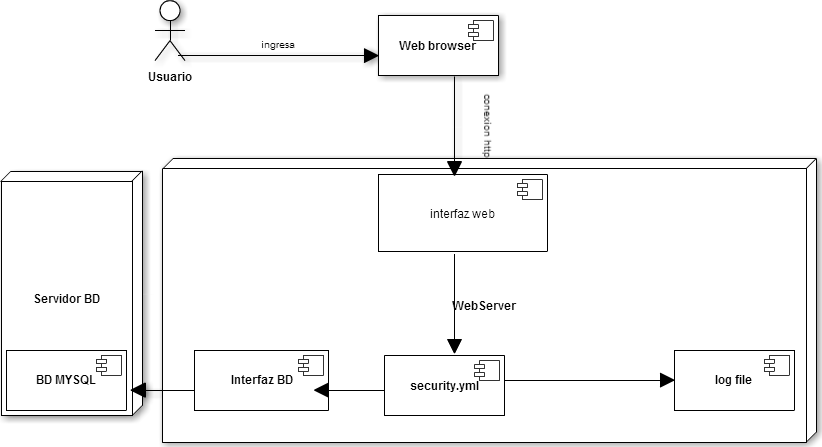 ingresa
Web browser
Usuario
conexion http
interfaz web
Servidor BD
WebServer
BD MYSQL
Interfaz BD
security.yml
log file